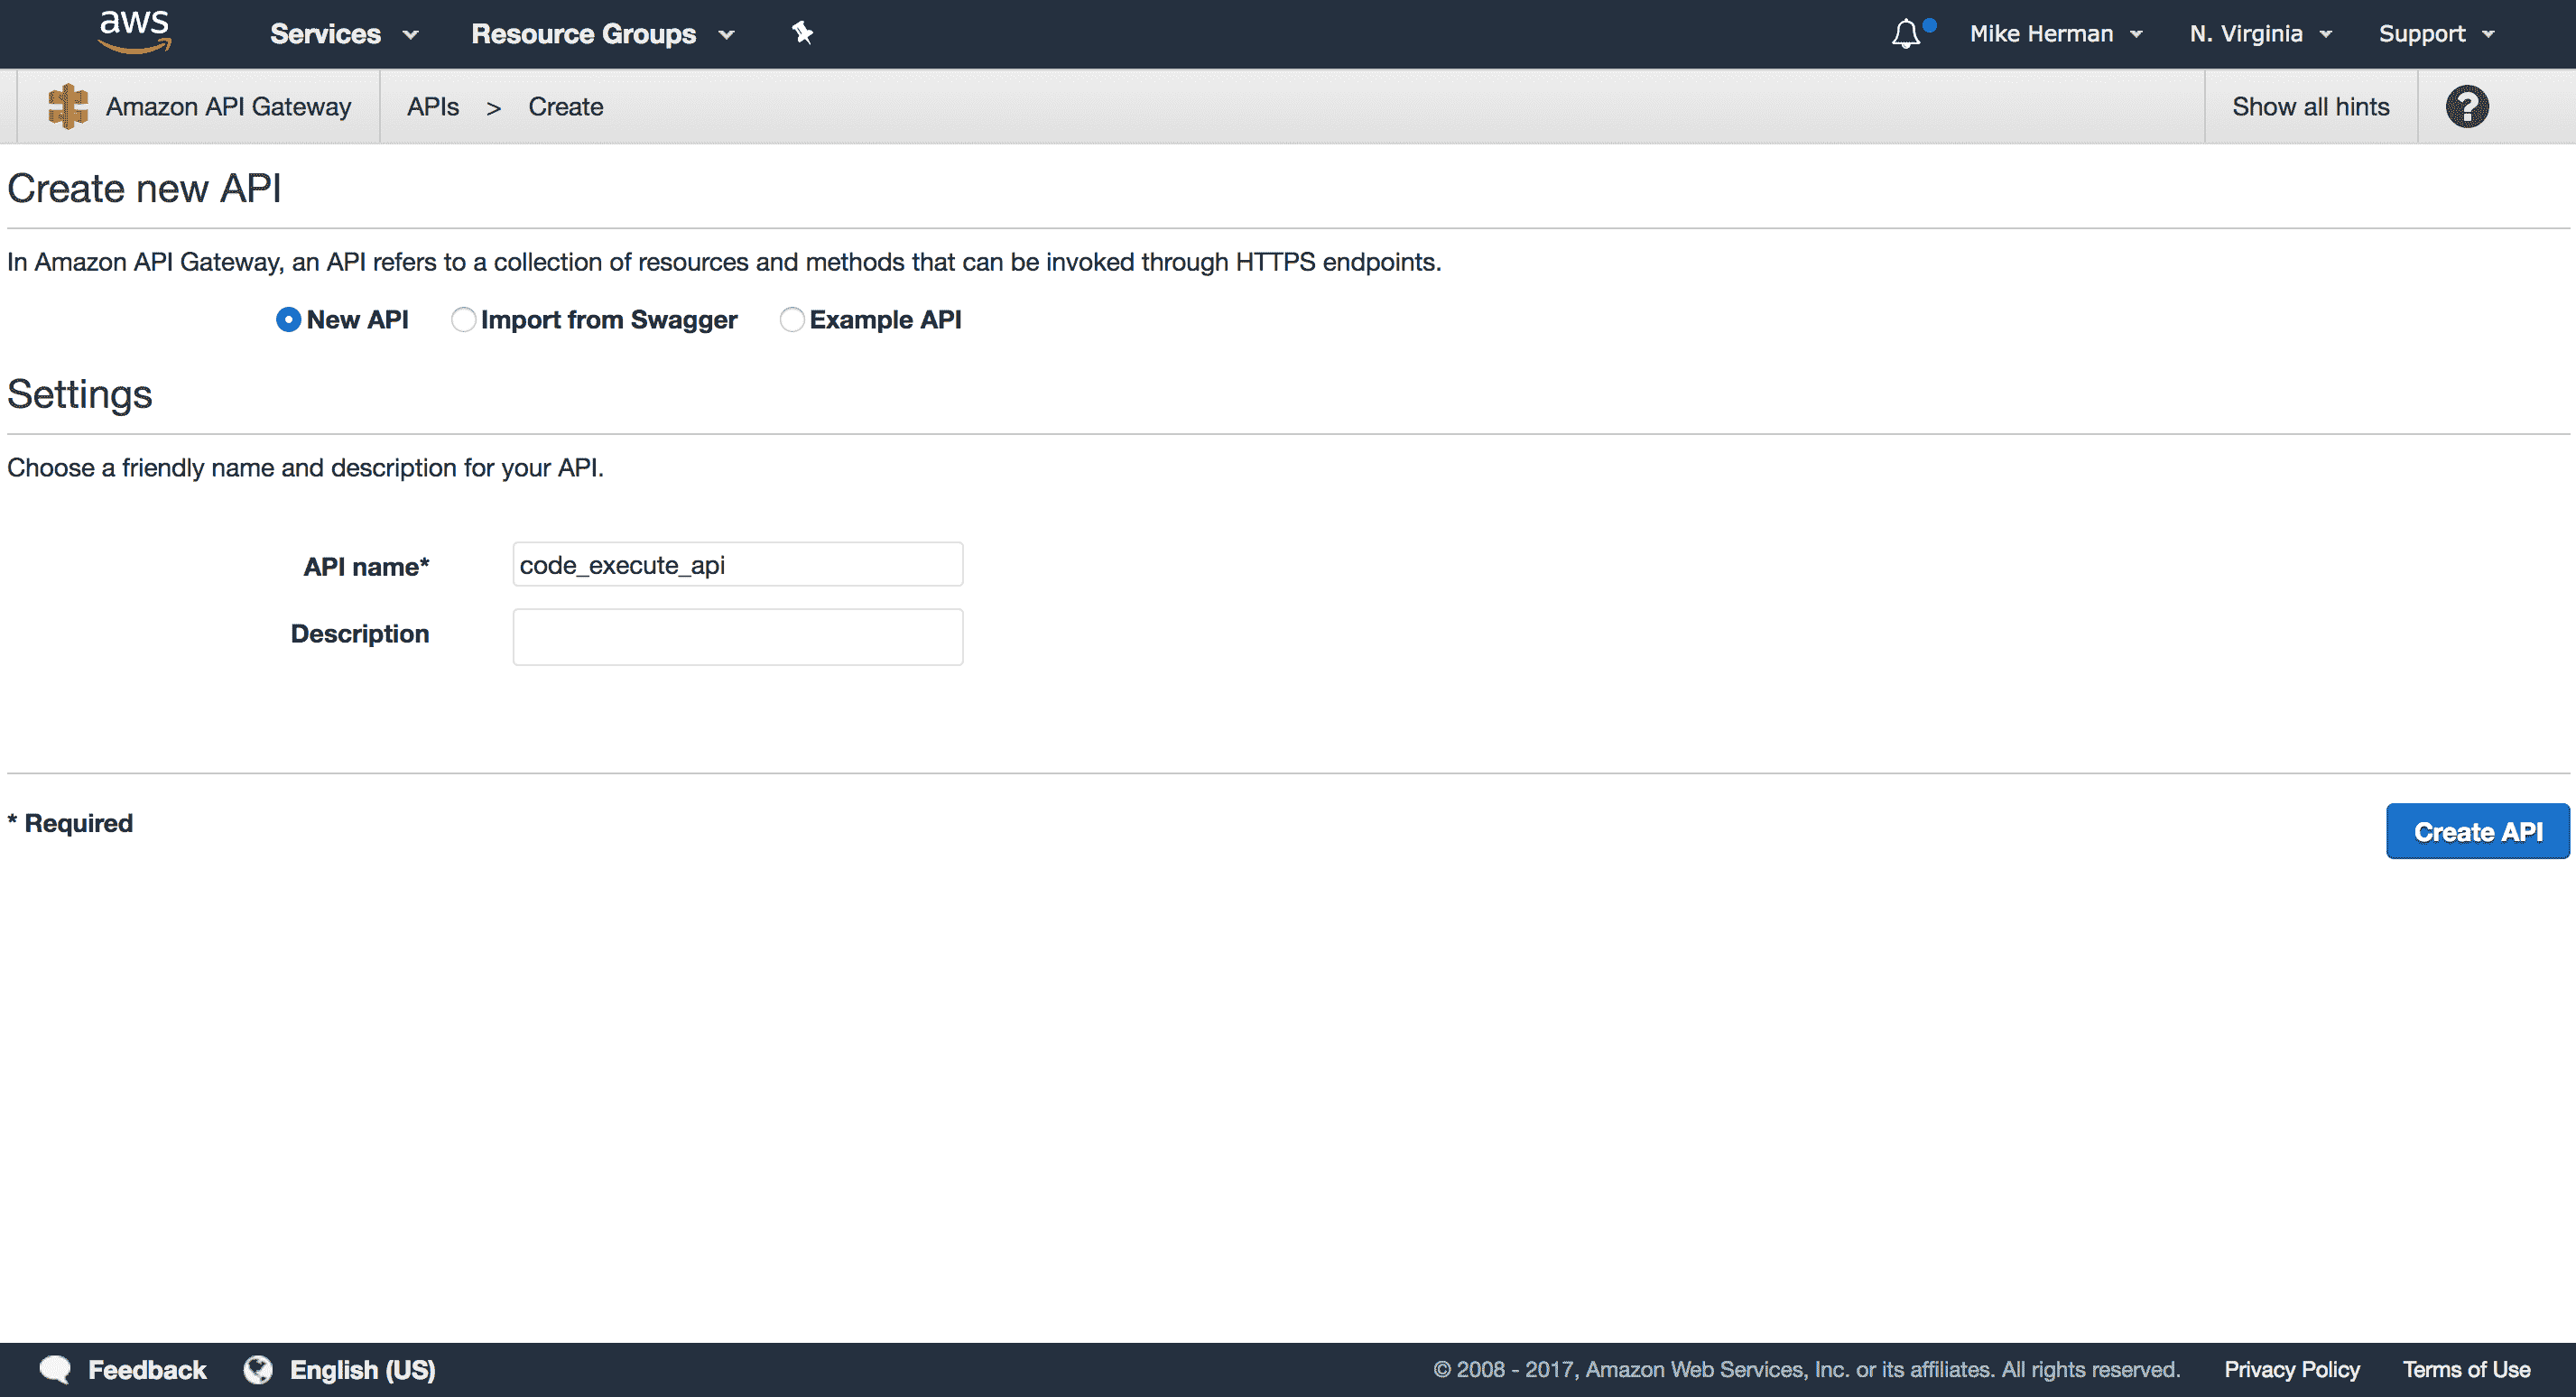 aws Services Resource Groups Mike Herman N. Virginia Support
Amazon API Gateway APIs > Create Show all hints ?
Create new API
In Amazon API Gateway, an API refers to a collection of resources and methods that can be invoked through HTTPS endpoints.
New API Import from Swagger Example API
Settings
Choose a friendly name and description for your API.
API name* code_execute_api
Description
* Required Create API
Feedback English (US) © 2008 - 2017, Amazon Web Services, Inc. or its affiliates. All rights reserved. Privacy Policy Terms of Use